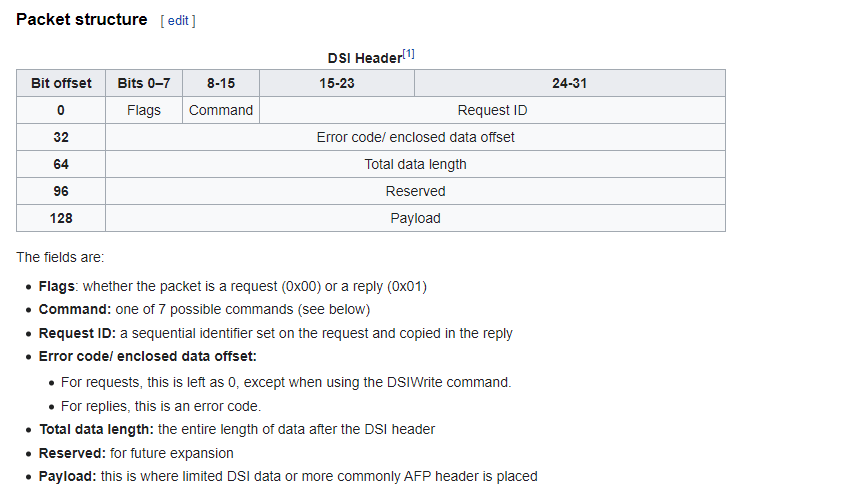 Packet structure [ edit ]
DSI Header[1]
Bit offset Bits 0–7 8-15 15-23 24-31
0 Flags Command Request ID
32 Error code/ enclosed data offset
64 Total data length
96 Reserved
128 Payload
The fields are:
• Flags: whether the packet is a request (0x00) or a reply (0x01)
• Command: one of 7 possible commands (see below)
• Request ID: a sequential identifier set on the request and copied in the reply
• Error code/ enclosed data offset:
• For requests, this is left as 0, except when using the DSIWrite command.
• For replies, this is an error code.
• Total data length: the entire length of data after the DSI header
• Reserved: for future expansion
• Payload: this is where limited DSI data or more commonly AFP header is placed